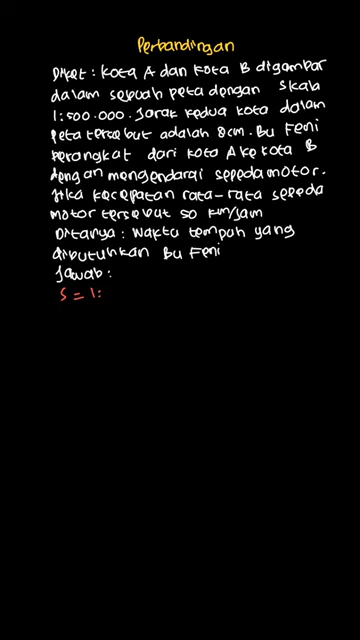 Perbandingan
Diket : Kota A dan Kota B digambar
dalam sebuah peta dengan skala
1:500.000. Jarak kedua kota dalam
peta tersebut adalah 8cm. Bu Feni
berangkat dari kota A ke kota B
dengan mengendarai sepeda motor.
Jika kecepatan rata-rata sepeda
motor tersebut 50 km/jam
Ditanya : Waktu tempuh yang
dibutuhkan Bu Feni
Jawab :
S = 1: